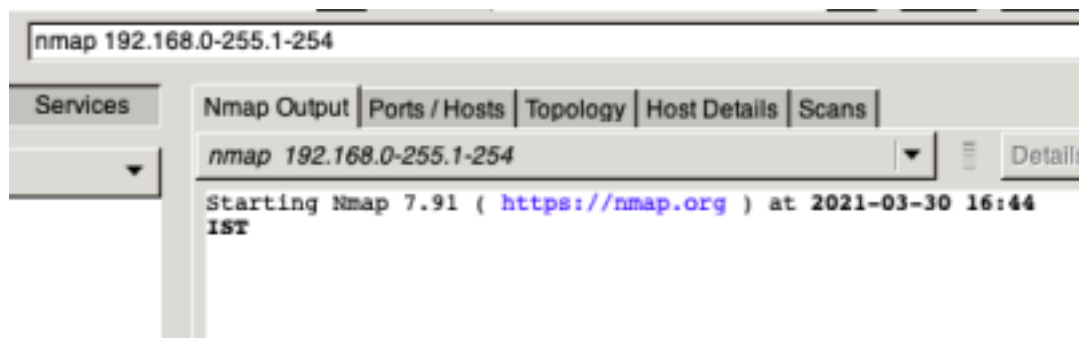 nmap 192.168.0-255.1-254
Services
Nmap Output Ports / Hosts Topology Host Details Scans
nmap 192.168.0-255.1-254
Details
Starting Nmap 7.91 ( https://nmap.org ) at 2021-03-30 16:44
IST